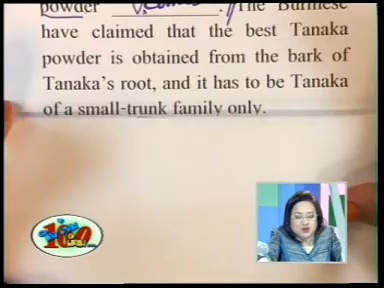 powder . The Burmese
have claimed that the best Tanaka
powder is obtained from the bark of
Tanaka's root, and it has to be Tanaka
of a small-trunk family only.
100